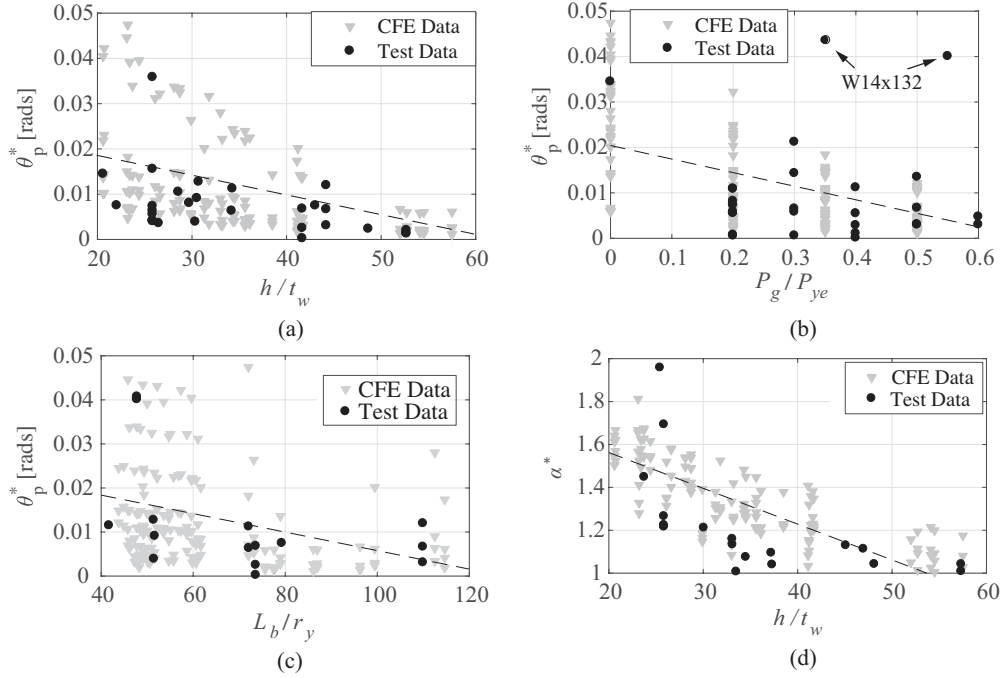 0.05
0.04
0.03
0.02
0.01
0
θ*p [rads]
CFE Data
Test Data
20 30 40 50 60
h/tw
(a)
0.05
0.04
0.03
0.02
0.01
0
θ*p [rads]
CFE Data
Test Data
W14x132
0 0.1 0.2 0.3 0.4 0.5 0.6
Pg/Pye
(b)
0.05
0.04
0.03
0.02
0.01
0
θ*p [rads]
CFE Data
Test Data
40 60 80 100 120
Lb/ry
(c)
2
1.8
1.6
1.4
1.2
1
α*
CFE Data
Test Data
20 30 40 50 60
h/tw
(d)